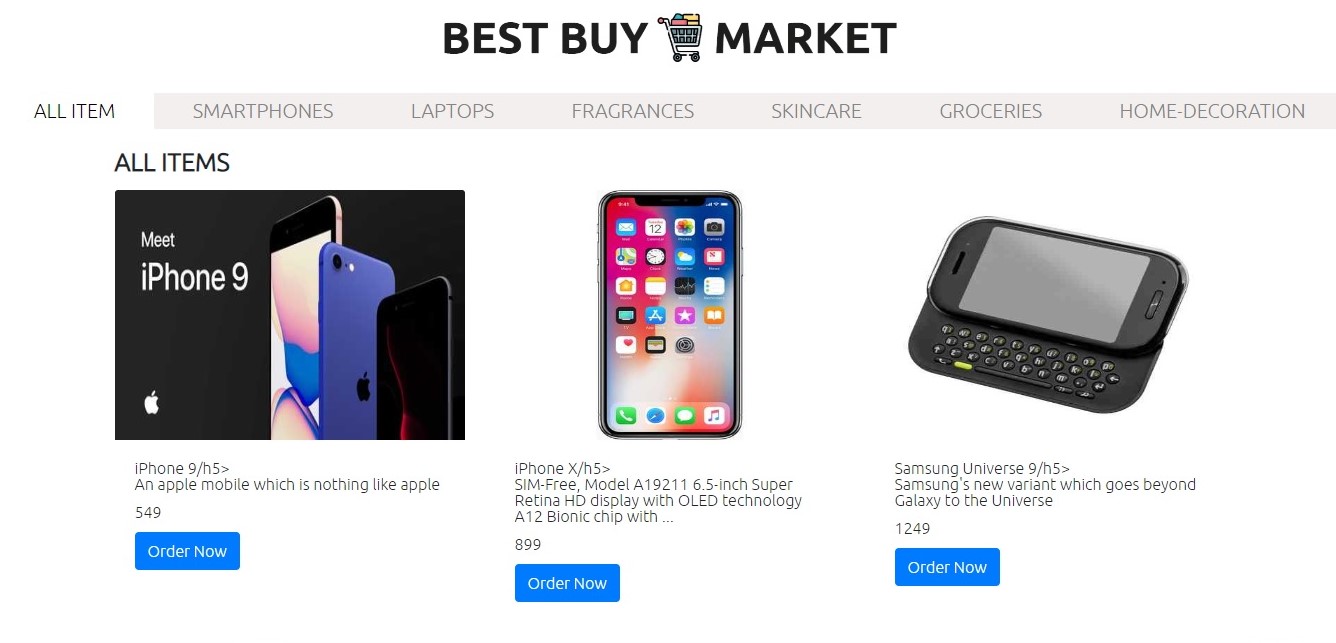 BEST BUY MARKET
ALL ITEM SMARTPHONES LAPTOPS FRAGRANCES SKINCARE GROCERIES HOME-DECORATION
ALL ITEMS
Meet
iPhone 9
9:41
12
iPhone 9/h5>
An apple mobile which is nothing like apple
549
Order Now
iPhone X/h5>
SIM-Free, Model A19211 6.5-inch Super
Retina HD display with OLED technology
A12 Bionic chip with ...
899
Order Now
Samsung Universe 9/h5>
Samsung's new variant which goes beyond
Galaxy to the Universe
1249
Order Now